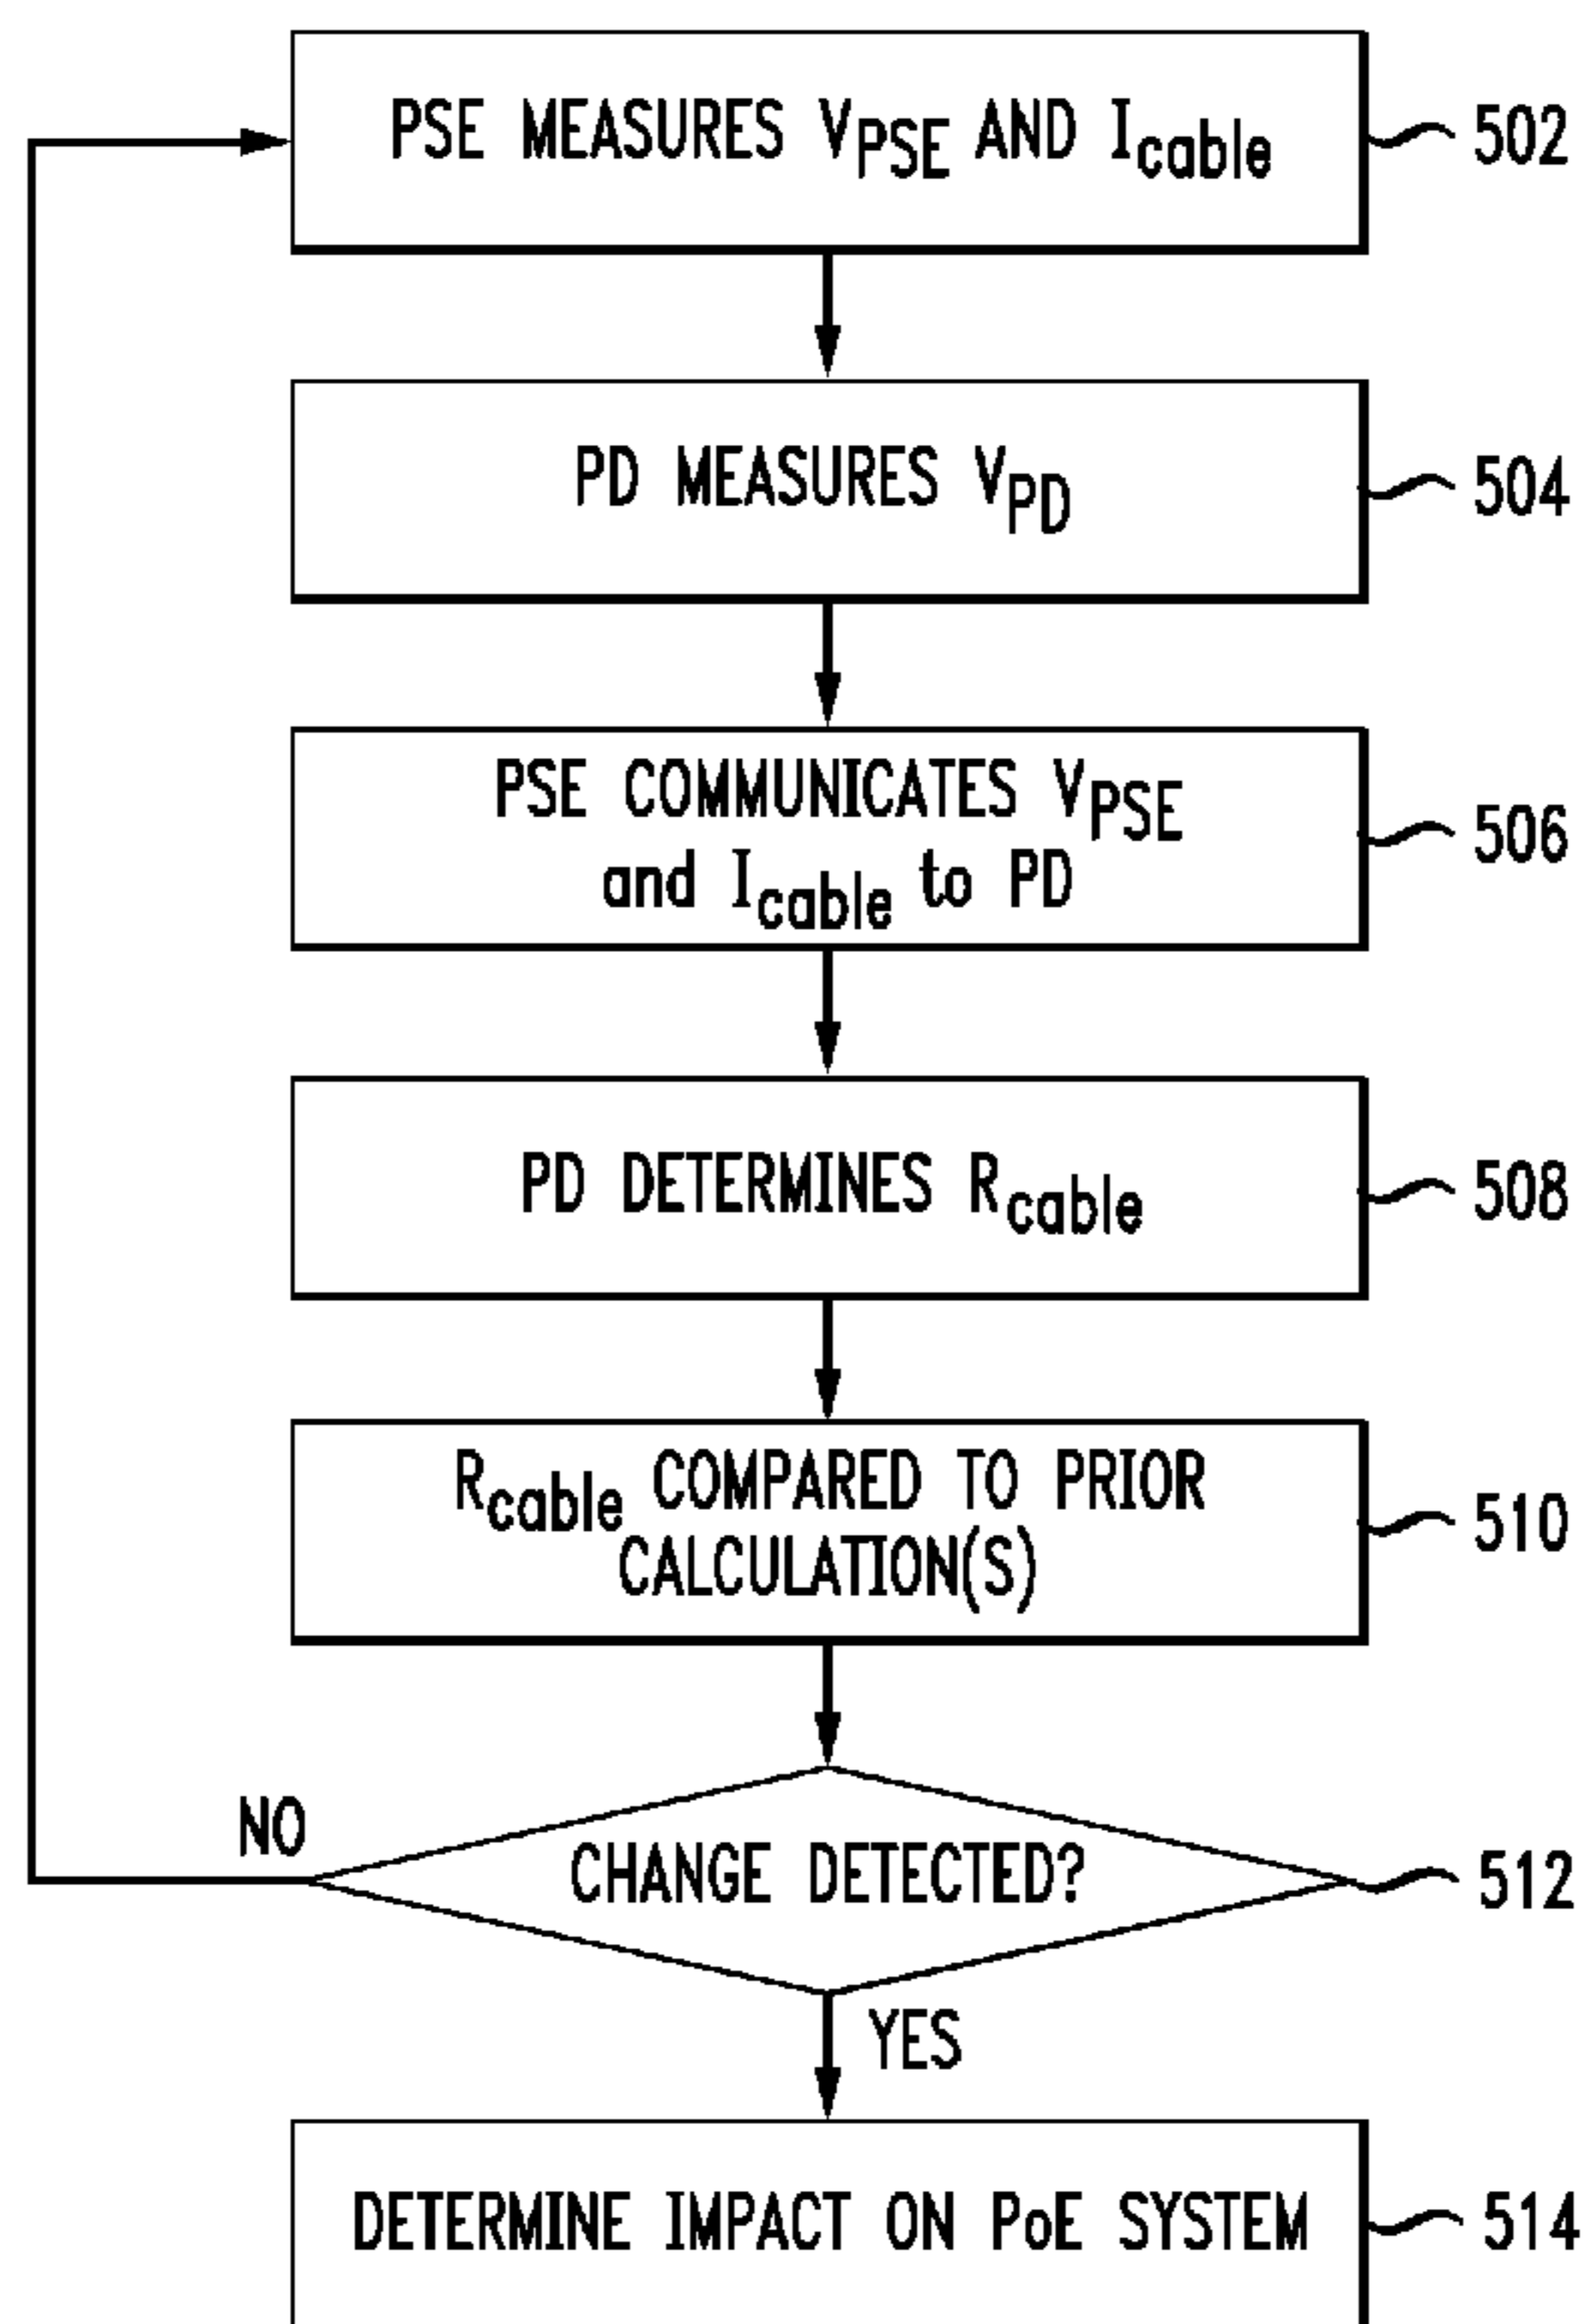 PSE MEASURES VPSE AND Icable
502
PD MEASURES VPD
504
PSE COMMUNICATES VPSE
and Icable to PD
506
PD DETERMINES Rcable
508
Rcable COMPARED TO PRIOR
CALCULATION(S)
510
NO
CHANGE DETECTED?
512
YES
DETERMINE IMPACT ON PoE SYSTEM
514